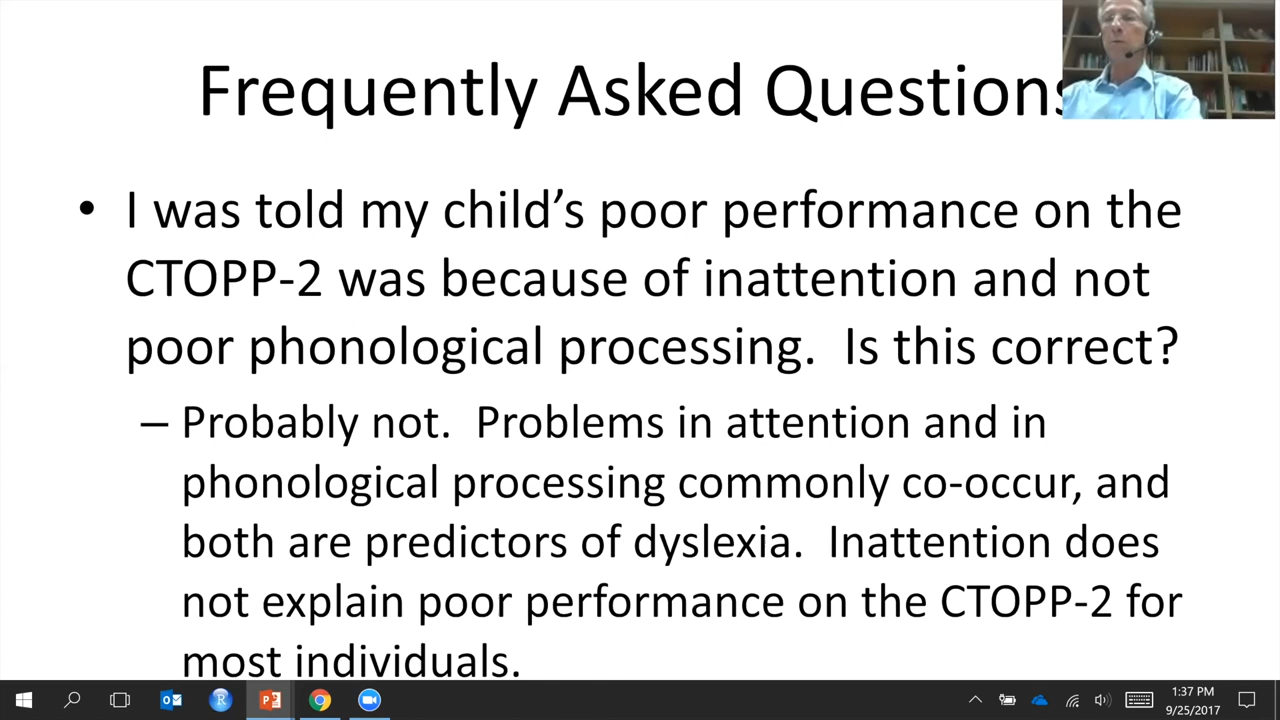 Frequently Asked Questions
• I was told my child’s poor performance on the
CTOPP-2 was because of inattention and not
poor phonological processing.  Is this correct?
– Probably not.  Problems in attention and in
phonological processing commonly co-occur, and
both are predictors of dyslexia.  Inattention does
not explain poor performance on the CTOPP-2 for
most individuals.
1:37 PM
9/25/2017